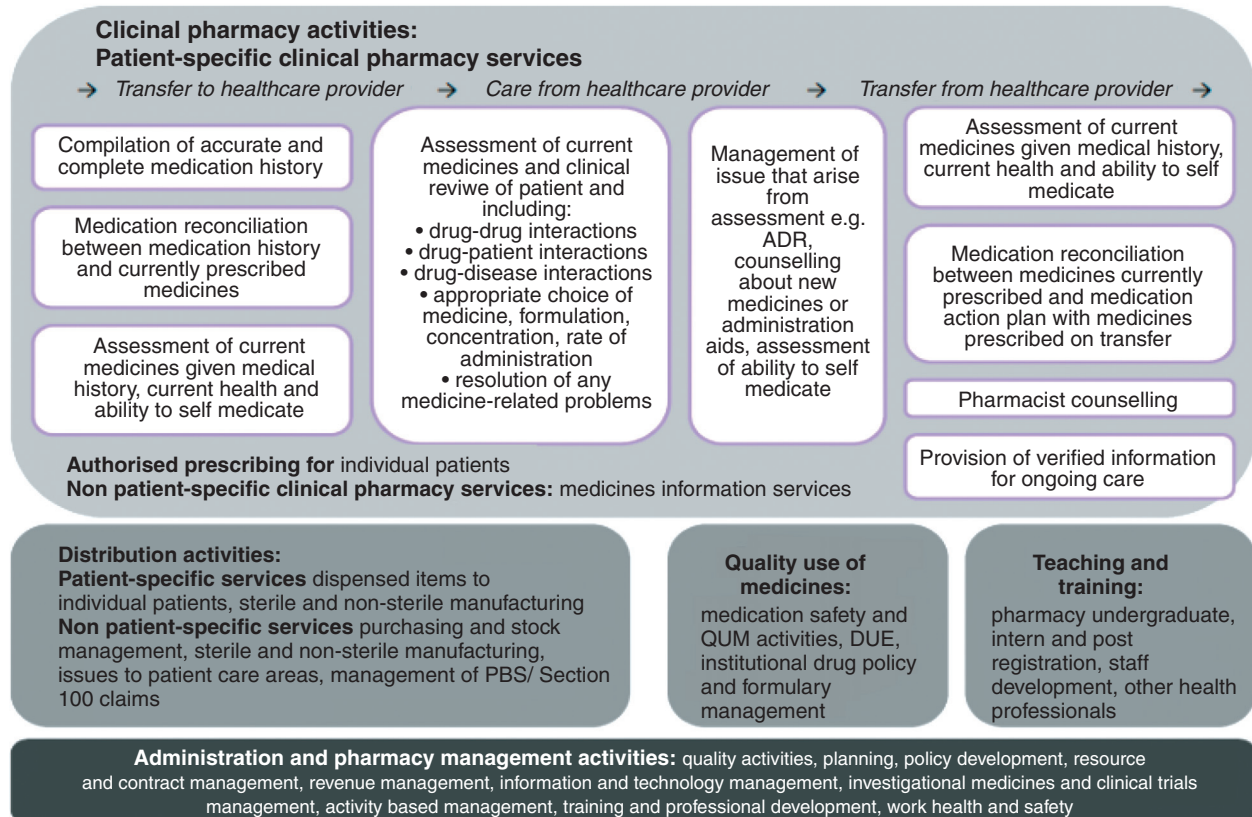 Clicinal pharmacy activities:
Patient-specific clinical pharmacy services
→ Transfer to healthcare provider → Care from healthcare provider → Transfer from healthcare provider →
Compilation of accurate and
complete medication history
Medication reconciliation
between medication history
and currently prescribed
medicines
Assessment of current
medicines given medical
history, current health and
ability to self medicate
Assessment of current
medicines and clinical
reviwe of patient and
including:
• drug-drug interactions
• drug-patient interactions
• drug-disease interactions
• appropriate choice of
medicine, formulation,
concentration, rate of
administration
• resolution of any
medicine-related problems
Management of
issue that arise
from
assessment e.g.
ADR,
counselling
about new
medicines or
administration
aids, assessment
of ability to self
medicate
Assessment of current
medicines given medical history,
current health and ability to self
medicate
Medication reconciliation
between medicines currently
prescribed and medication
action plan with medicines
prescribed on transfer
Pharmacist counselling
Provision of verified information
for ongoing care
Authorised prescribing for individual patients
Non patient-specific clinical pharmacy services: medicines information services
Distribution activities:
Patient-specific services dispensed items to
individual patients, sterile and non-sterile manufacturing
Non patient-specific services purchasing and stock
management, sterile and non-sterile manufacturing,
issues to patient care areas, management of PBS/ Section
100 claims
Quality use of
medicines:
medication safety and
QUM activities, DUE,
institutional drug policy
and formulary
management
Teaching and
training:
pharmacy undergraduate,
intern and post
registration, staff
development, other health
professionals
Administration and pharmacy management activities: quality activities, planning, policy development, resource
and contract management, revenue management, information and technology management, investigational medicines and clinical trials
management, activity based management, training and professional development, work health and safety